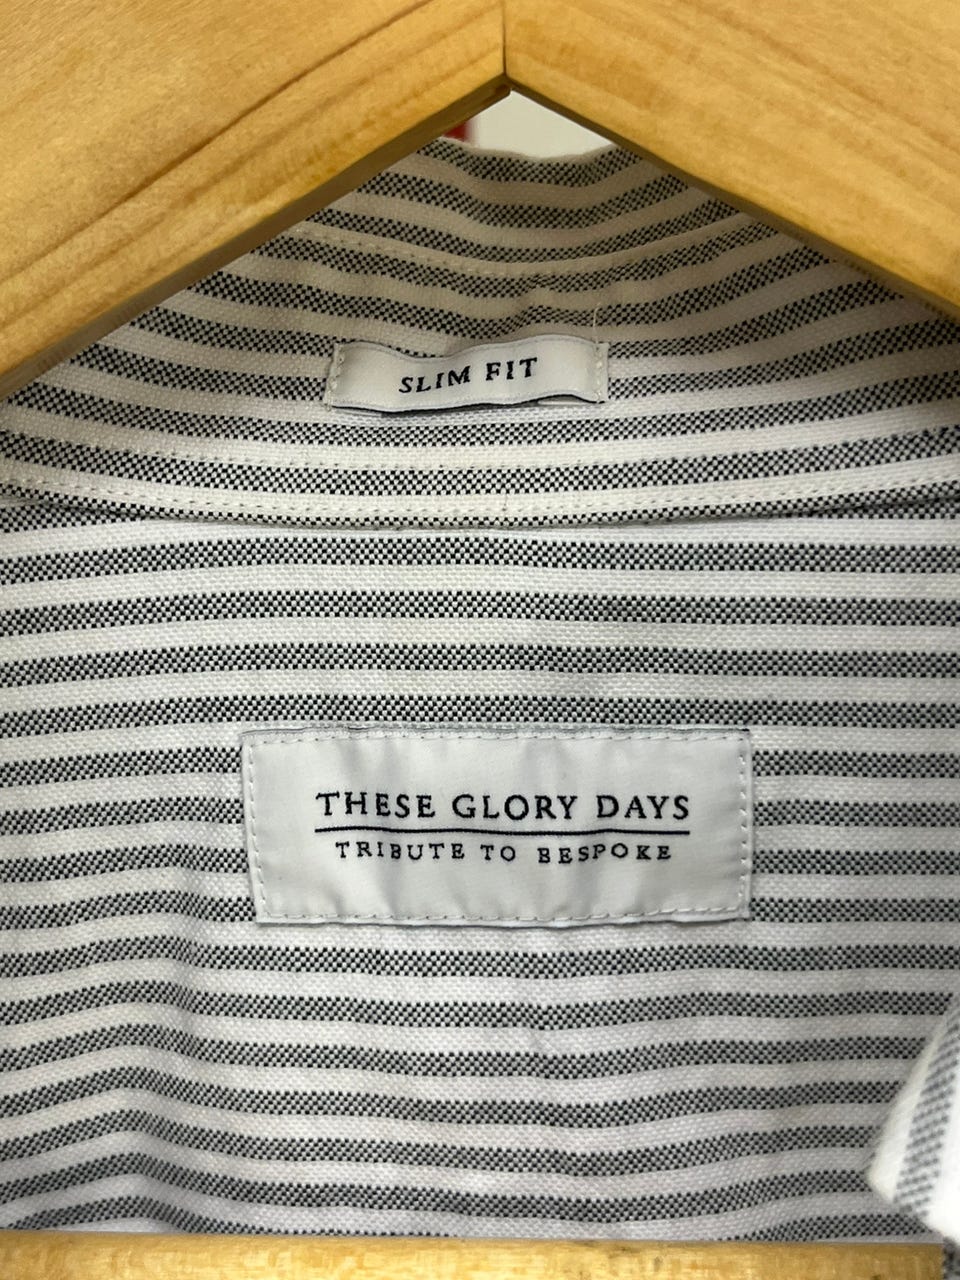 SLIM FIT
THESE GLORY DAYS
TRIBUTE TO BESPOKE